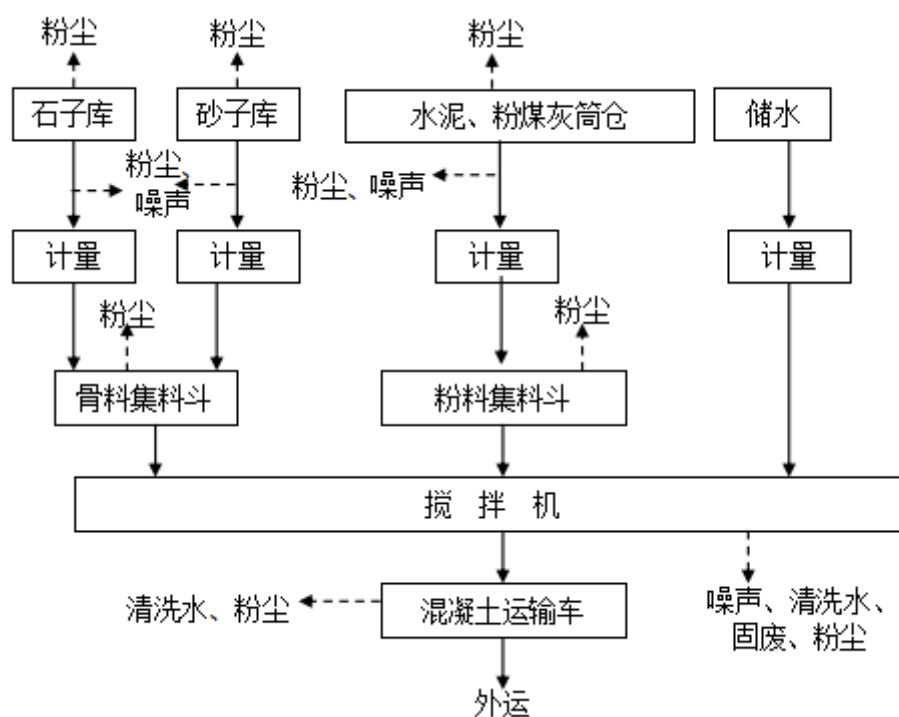 粉尘
粉尘
粉尘
石子库
砂子库
水泥、粉煤灰筒仓
储水
粉尘、
噪声
粉尘、噪声
计量
计量
计量
计量
粉尘
粉尘
骨料集料斗
粉料集料斗
搅 拌 机
清洗水、粉尘
混凝土运输车
噪声、清洗水、
固废、粉尘
外运